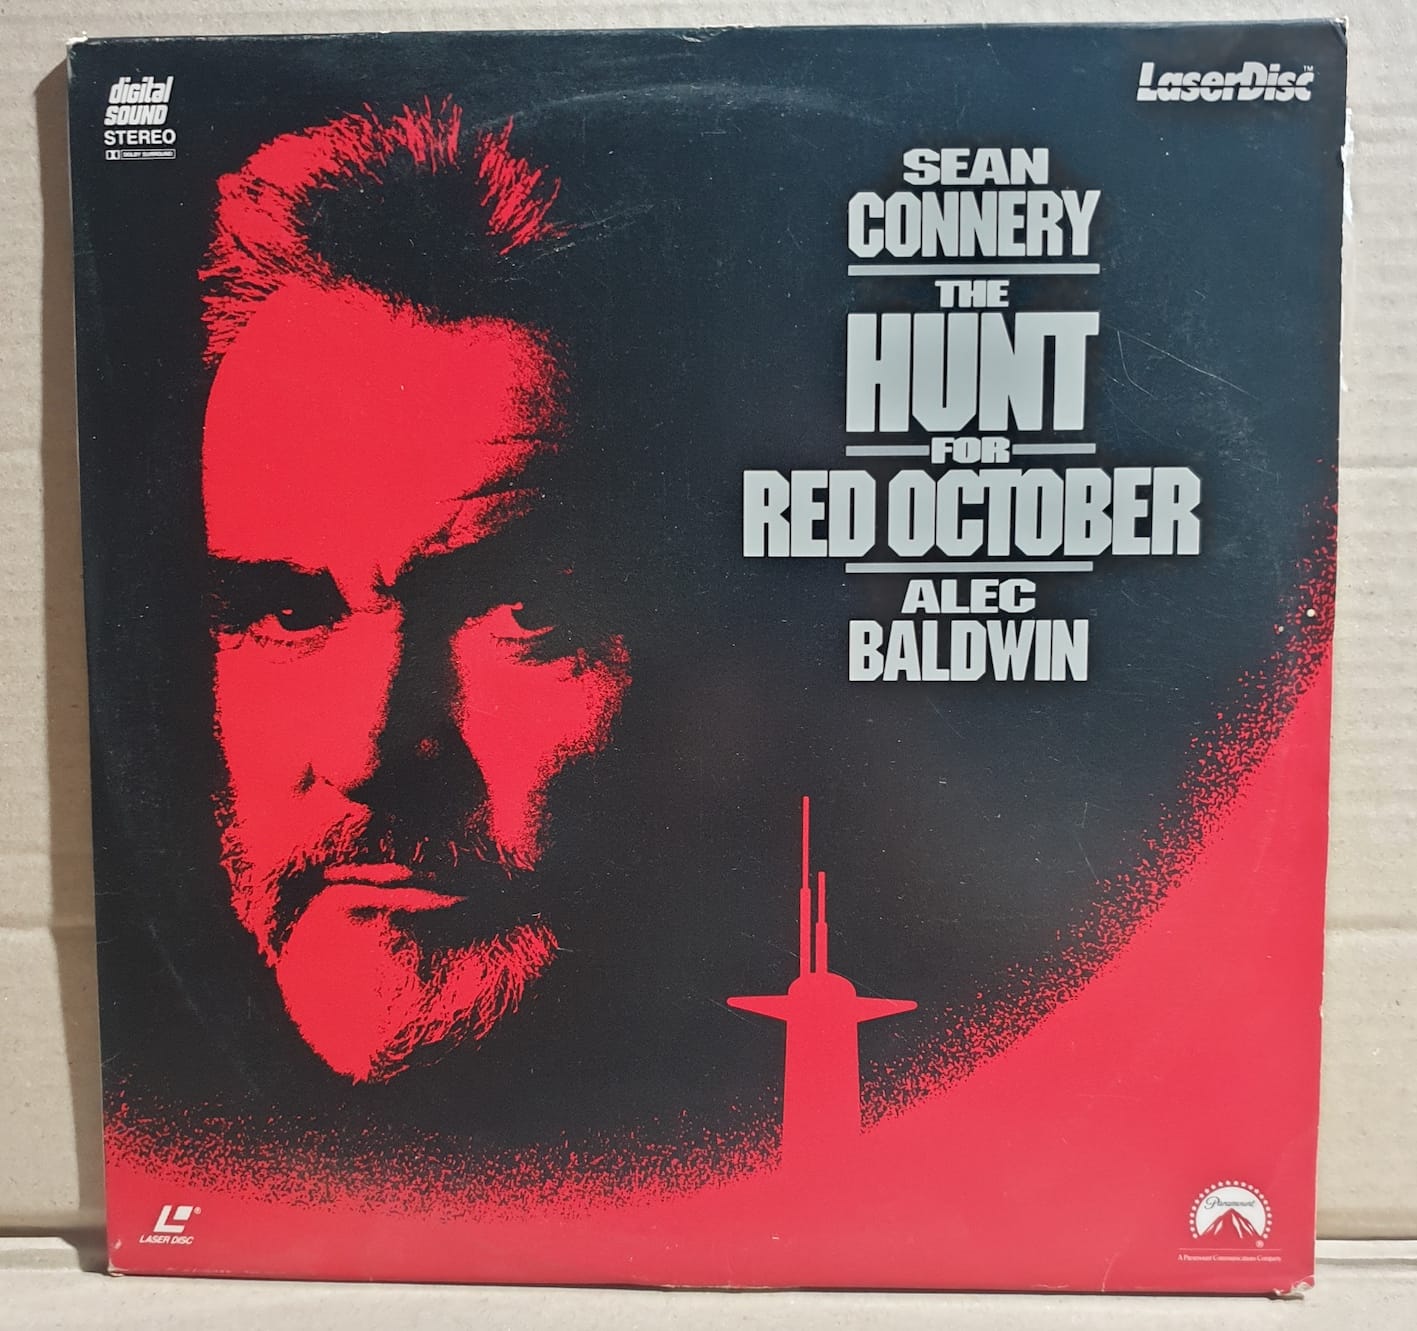 digital
SOUND
STEREO
DOLBY SURROUND
LaserDisc™
SEAN
CONNERY
THE
HUNT
FOR
RED OCTOBER
ALEC
BALDWIN
®
LASER DISC
Paramount
®
A Paramount Communications Company